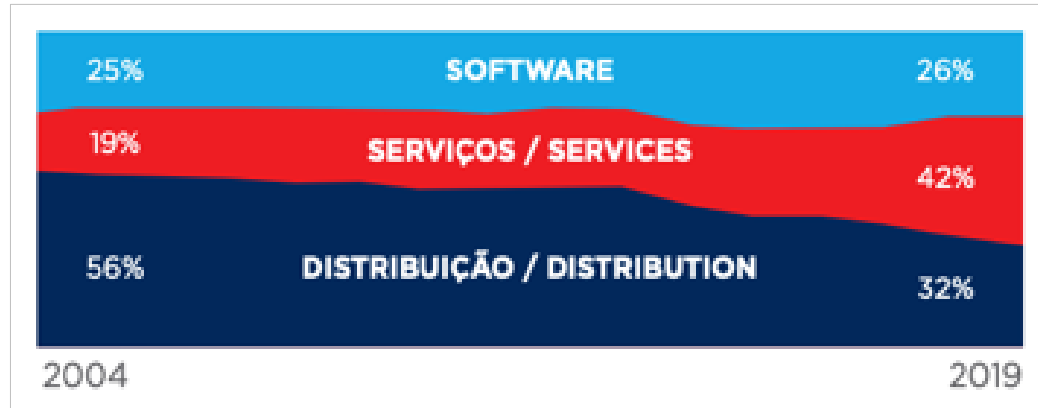 25% SOFTWARE 26%
19% SERVIÇOS / SERVICES
42%
56% DISTRIBUIÇÃO / DISTRIBUTION
32%
2004 2019